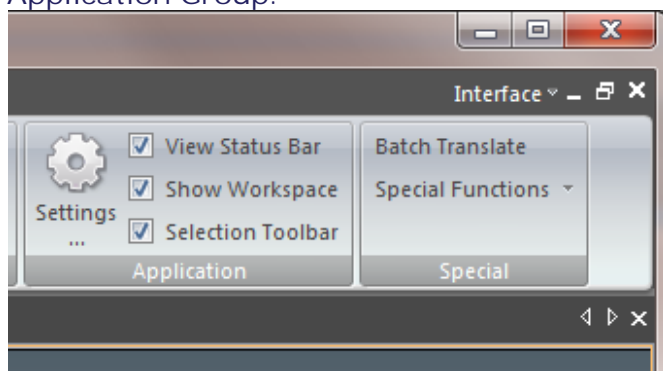 Application Group.
Interface
View Status Bar
Batch Translate
Show Workspace
Special Functions
Settings
...
Selection Toolbar
Application
Special